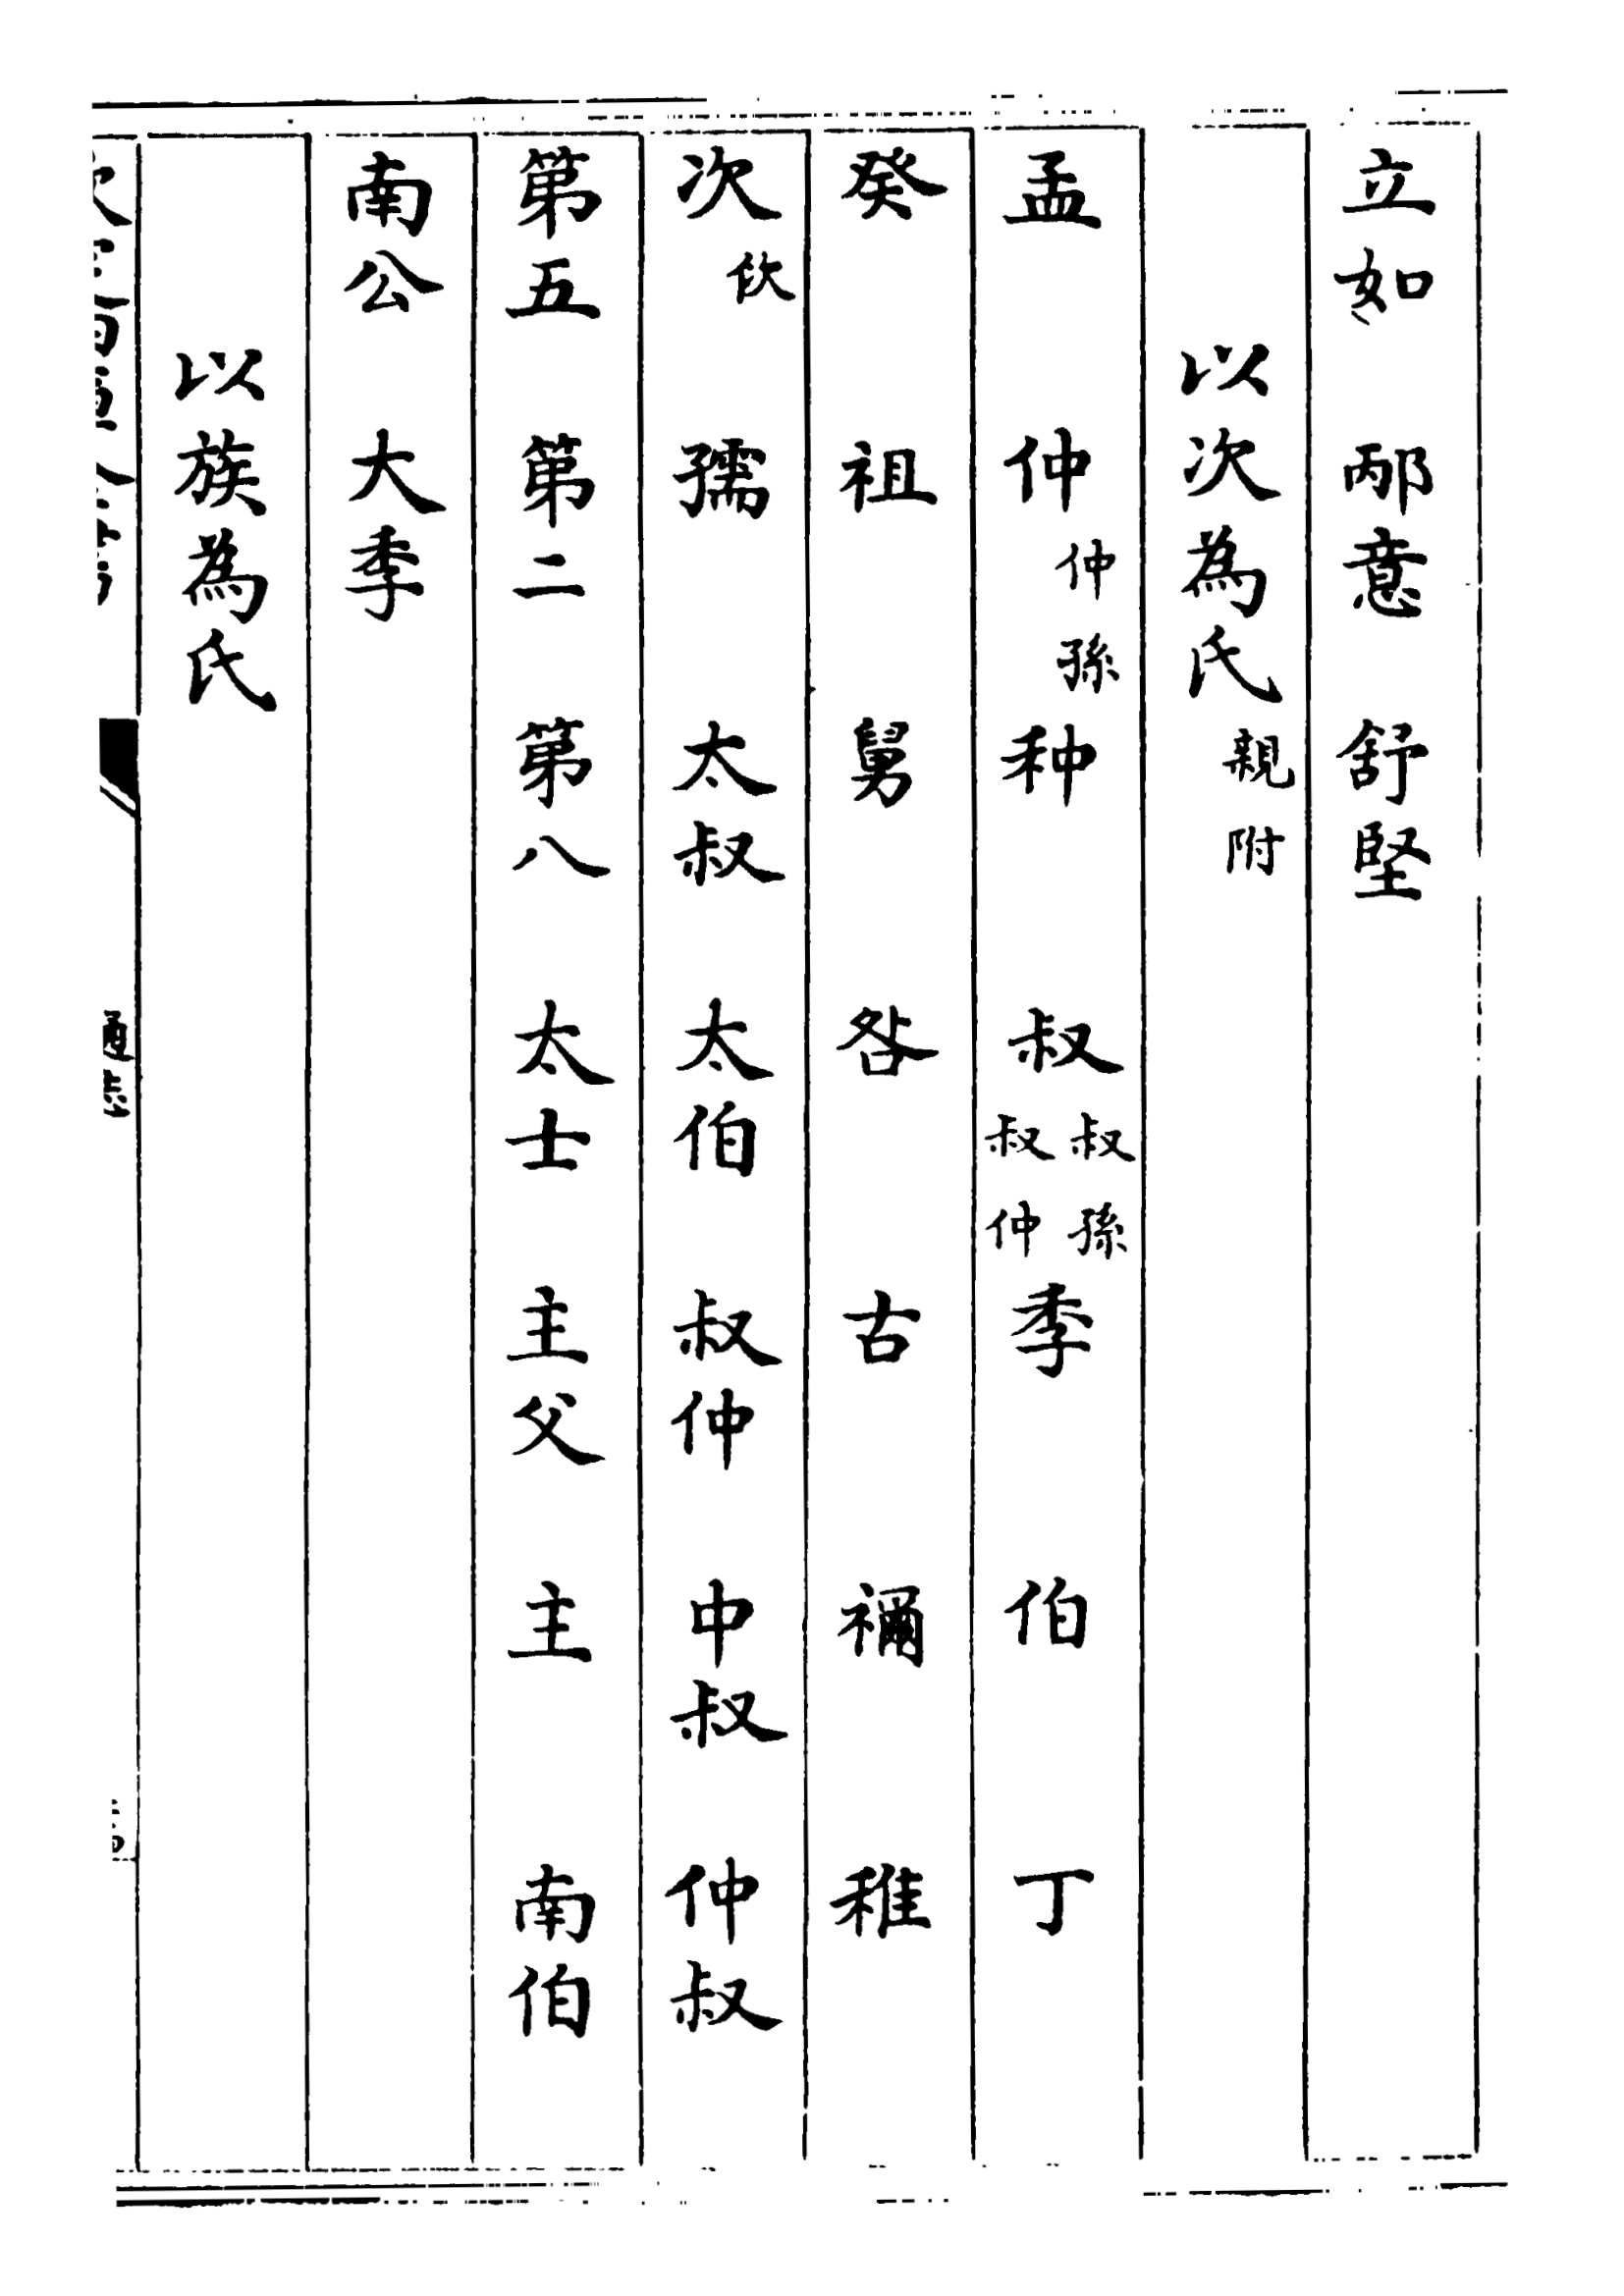 立如　邴意　舒堅
以次為氏親附
孟　仲仲孫　种　叔叔孫叔仲　季　伯　丁
癸　祖　舅　咎　古　禰　稚
次佽　孺　太叔　太伯　叔仲　中叔　仲叔
第五　第二　第八　太士　主父　主　南伯
南公　大季
以族為氏
通志